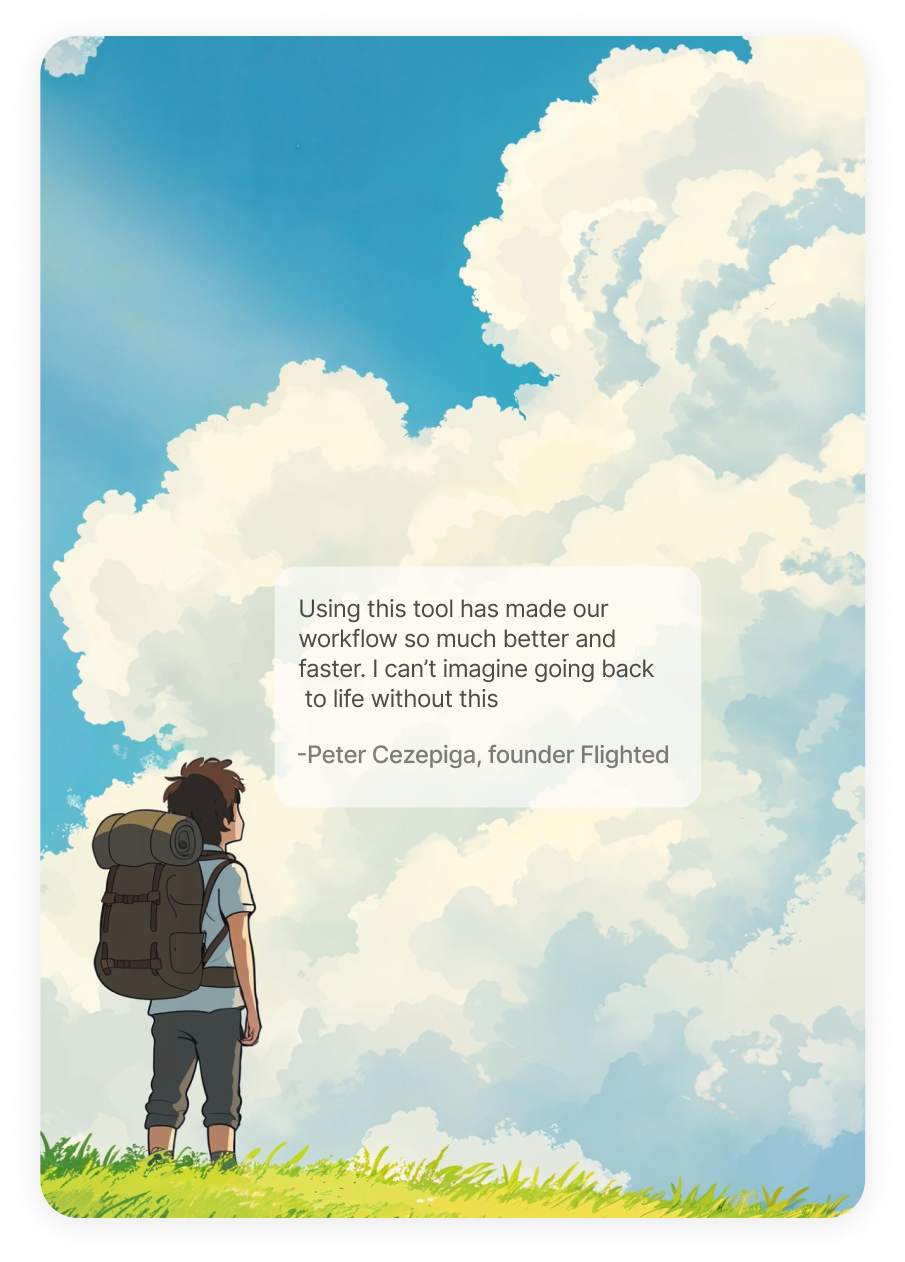 Using this tool has made our
workflow so much better and
faster. I can’t imagine going back
to life without this
-Peter Cezepiga, founder Flighted